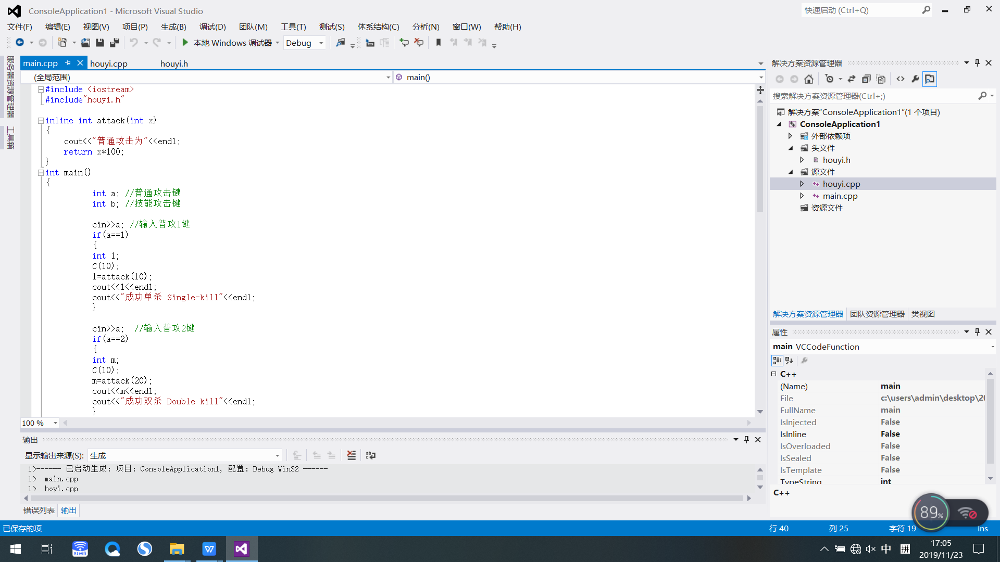 ConsoleApplication1 - Microsoft Visual Studio
快速启动 (Ctrl+Q)
文件(F) 编辑(E) 视图(V) 项目(P) 生成(B) 调试(D) 团队(M) 工具(T) 测试(S) 体系结构(C) 分析(N) 窗口(W) 帮助(H)
本地 Windows 调试器 Debug
服务器资源管理器
工具箱
main.cpp houyi.cpp houyi.h
(全局范围) main()
#include <iostream>
#include"houyi.h"
inline int attack(int x)
{
cout<<"普通攻击为"<<endl;
return x*100;
}
int main()
{
int a; //普通攻击键
int b; //技能攻击键
cin>>a; //输入普攻1键
if(a==1)
{
int l;
C(10);
l=attack(10);
cout<<l<<endl;
cout<<"成功单杀 Single-kill"<<endl;
}
cin>>a; //输入普攻2键
if(a==2)
{
int m;
C(10);
m=attack(20);
cout<<m<<endl;
cout<<"成功双杀 Double kill"<<endl;
}
100 %
输出
显示输出来源(S): 生成
1>------ 已启动生成: 项目: ConsoleApplication1, 配置: Debug Win32 ------
1> main.cpp
1> hoyi.cpp
错误列表 输出
解决方案资源管理器
搜索解决方案资源管理器(Ctrl+;)
解决方案"ConsoleApplication1"(1 个项目)
ConsoleApplication1
外部依赖项
头文件
houyi.h
源文件
houyi.cpp
main.cpp
资源文件
解决方案资源管理器 团队资源管理器 类视图
属性
main VCCodeFunction
C++
(Name) main
File c:\users\admin\desktop\20
FullName main
IsInjected False
IsInline False
IsOverloaded False
IsSealed False
IsTemplate False
TypeString int
C++
89%
已保存的项 行 40 列 25 字符 19 Ins
91wifi
中 拼
17:05
2019/11/23